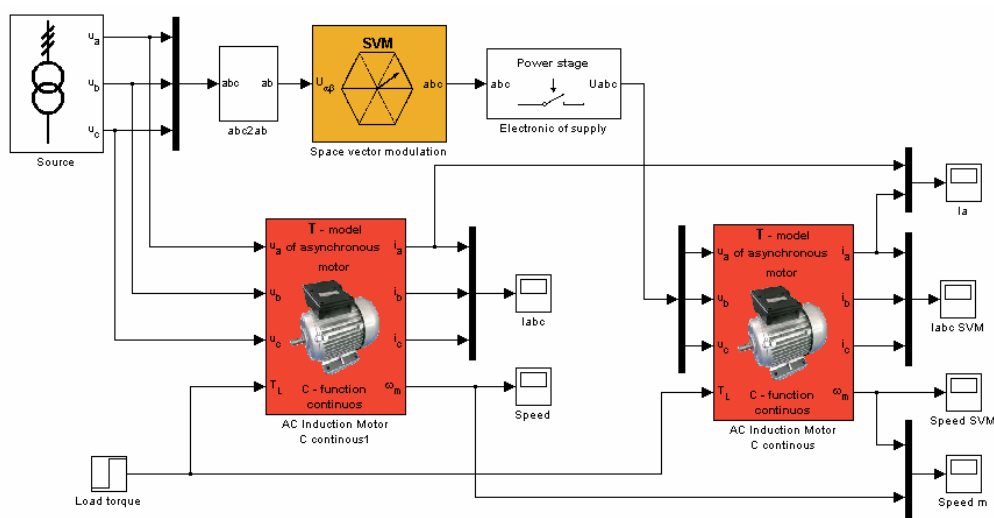 u_a
u_b
u_c
Source
abc ab
abc2ab
SVM
U_αβ abc
Space vector modulation
Power stage
abc Uabc
Electronic of supply
Ia
T - model
u_a of asynchronous i_a
motor
u_b i_b
u_c i_c
T_L C - function ω_m
continuos
AC Induction Motor
C continous1
Iabc
Speed
T - model
u_a of asynchronous i_a
motor
u_b i_b
u_c i_c
T_L C - function ω_m
continuos
AC Induction Motor
C continous
Iabc SVM
Speed SVM
Load torque
Speed m